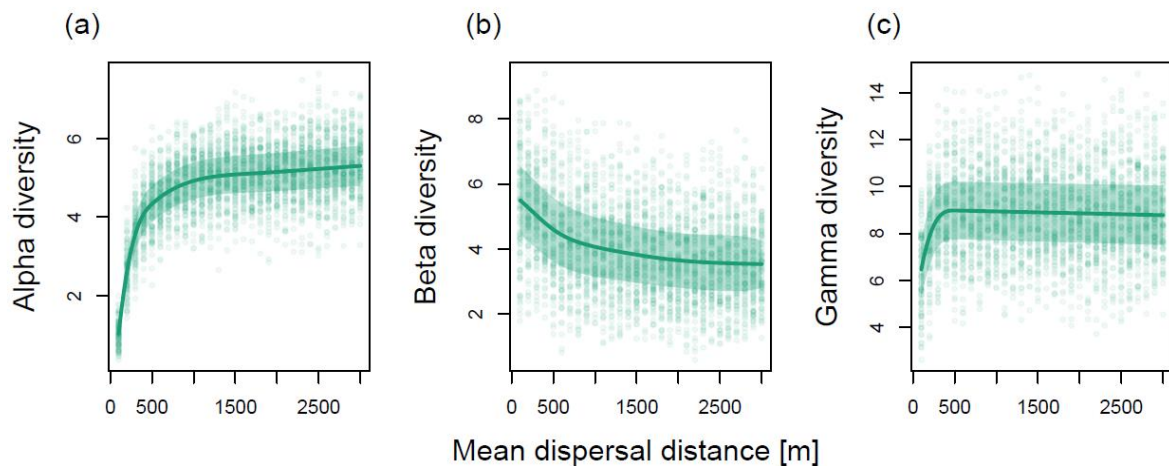 (a)
Alpha diversity
6
4
2
0 500 1500 2500
(b)
Beta diversity
8
6
4
2
0 500 1500 2500
(c)
Gamma diversity
14
12
10
8
6
4
0 500 1500 2500
Mean dispersal distance [m]